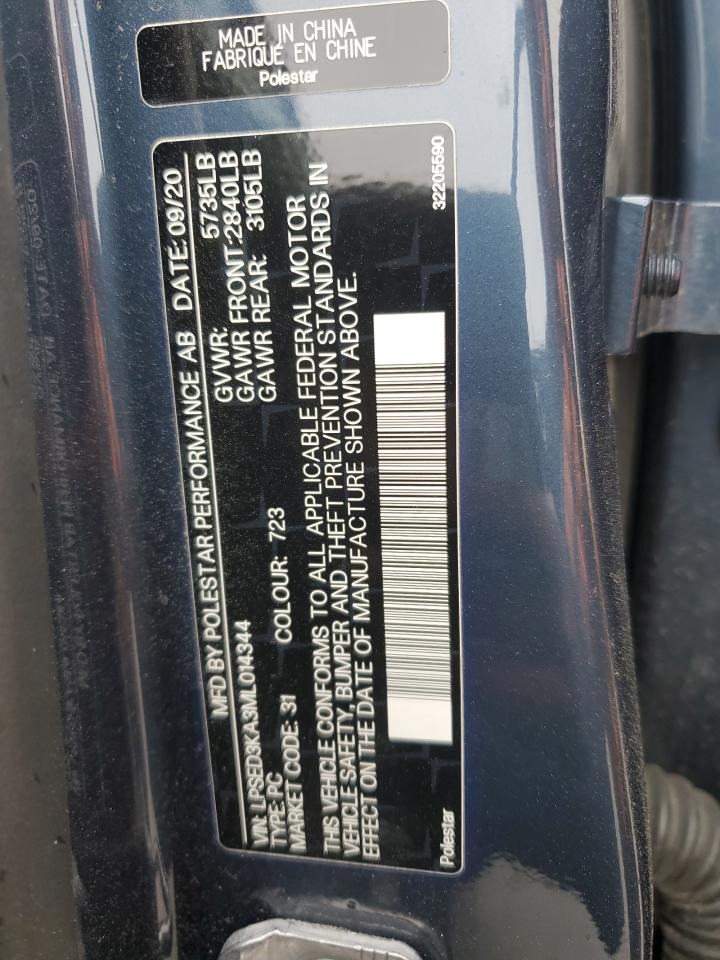 MADE IN CHINA
FABRIQUÉ EN CHINE
Polestar
MFD BY POLESTAR PERFORMANCE AB DATE: 09/20
GVWR: 5735LB
GAWR FRONT: 2840LB
GAWR REAR: 3105LB
VIN: LPSED3KA3ML014344
TYPE: PC
MARKET CODE: 31 COLOUR: 723
THIS VEHICLE CONFORMS TO ALL APPLICABLE FEDERAL MOTOR
VEHICLE SAFETY, BUMPER AND THEFT PREVENTION STANDARDS IN
EFFECT ON THE DATE OF MANUFACTURE SHOWN ABOVE.
Polestar 32205590